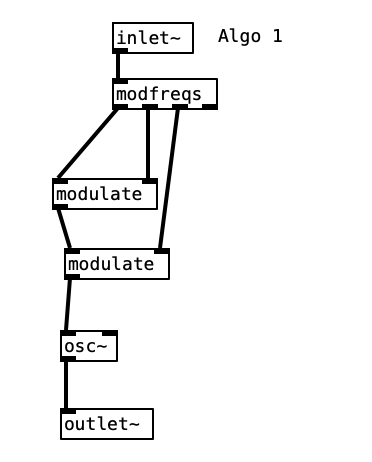 inlet~ Algo 1
modfreqs
modulate
modulate
osc~
outlet~